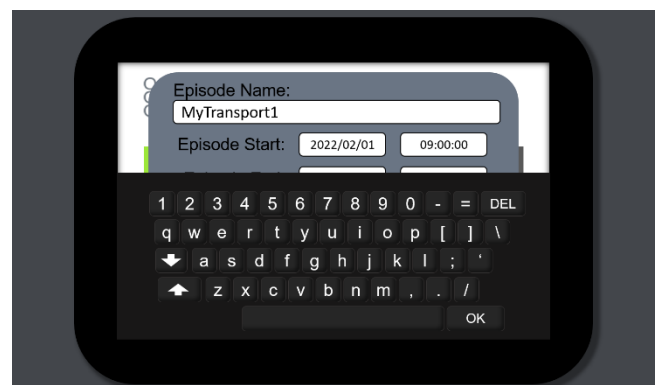 Episode Name:
MyTransport1
Episode Start: 2022/02/01 09:00:00
1 2 3 4 5 6 7 8 9 0 - = DEL
q w e r t y u i o p [ ] \
a s d f g h j k l ; ‘
z x c v b n m , . /
OK